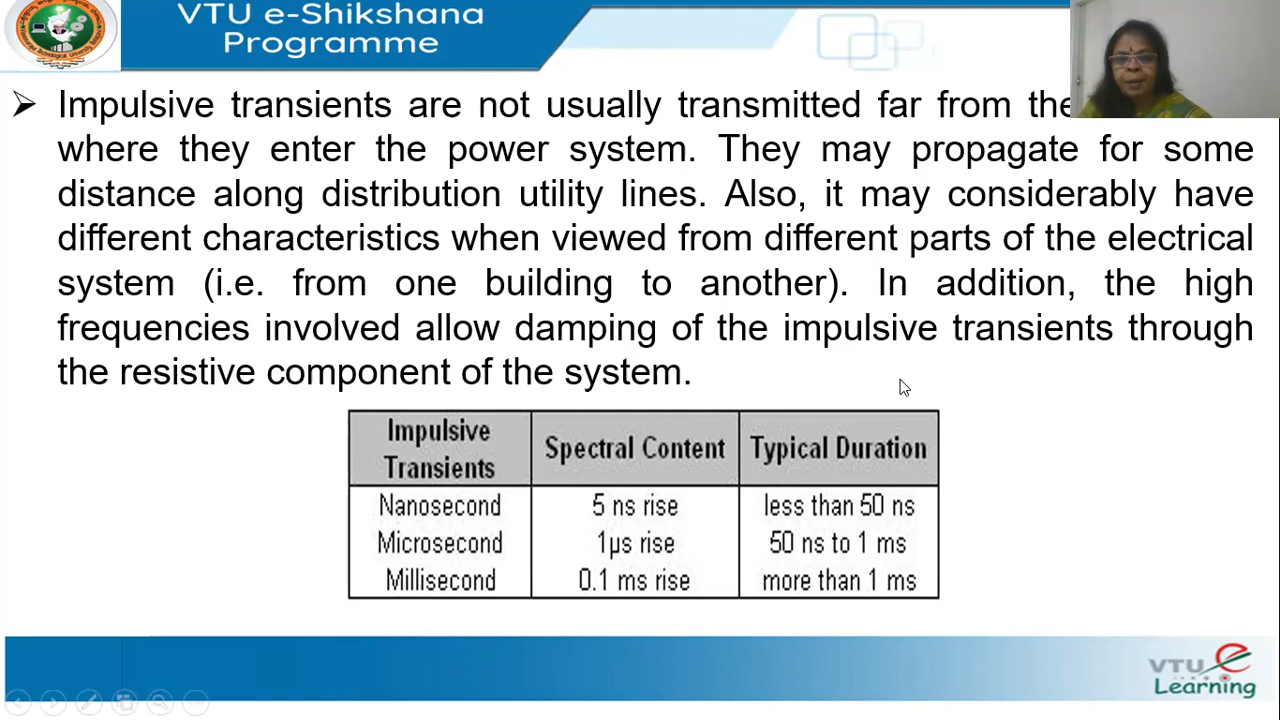 VTU e-Shikshana
Programme
➢ Impulsive transients are not usually transmitted far from the
where they enter the power system. They may propagate for some
distance along distribution utility lines. Also, it may considerably have
different characteristics when viewed from different parts of the electrical
system (i.e. from one building to another). In addition, the high
frequencies involved allow damping of the impulsive transients through
the resistive component of the system.
Impulsive Transients Spectral Content Typical Duration
Nanosecond 5 ns rise less than 50 ns
Microsecond 1µs rise 50 ns to 1 ms
Millisecond 0.1 ms rise more than 1 ms
VTU e
Learning